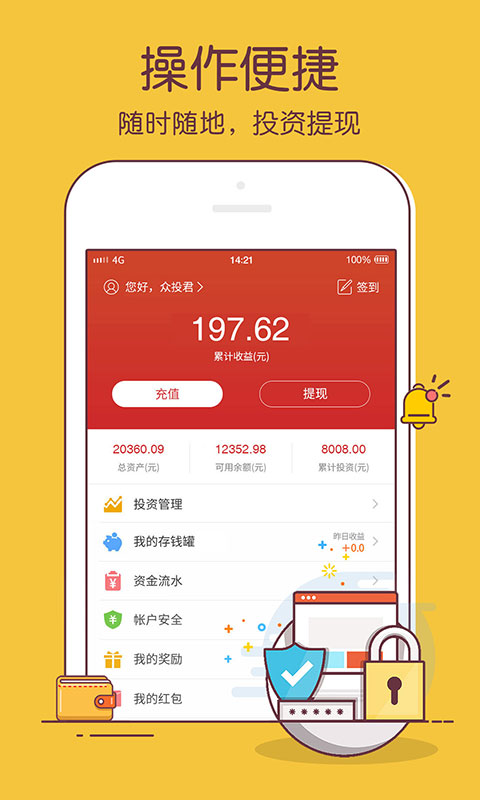 操作便捷
随时随地，投资提现
4G 14:21 100%
您好，众投君 签到
197.62
累计收益(元)
充值 提现
20360.09 12352.98 8008.00
总资产(元) 可用余额(元) 累计投资(元)
投资管理
昨日收益
我的存钱罐 +0.0
资金流水
帐户安全
我的奖励
我的红包
****